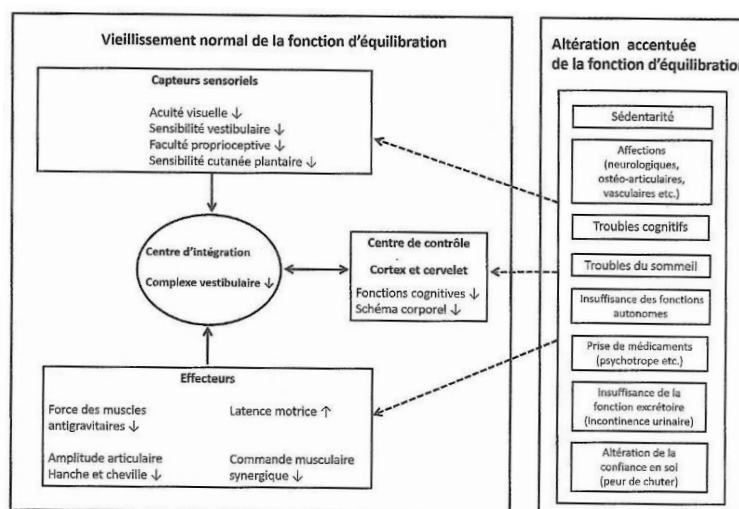 Vieillissement normal de la fonction d'équilibration
Capteurs sensoriels
Aculté visuelle ↓
Sensibilité vestibulaire ↓
Faculté proprioceptive ↓
Sensibilité cutanée plantaire ↓
Centre d'intégration
Complexe vestibulaire ↓
Centre de contrôle
Cortex et cervelet
Fonctions cognitives ↓
Schéma corporel ↓
Effecteurs
Force des muscles
antigravitaires ↓
Latence motrice ↑
Amplitude articulaire
Hanche et cheville ↓
Commande musculaire
synergique ↓
Altération accentuée
de la fonction d'équilibration
Sédentarité
Affections
(neurologiques,
ostéo-articulaires,
vasculaires etc.)
Troubles cognitifs
Troubles du sommeil
Insuffisance des fonctions
autonomes
Prise de médicaments
(psychotrope etc.)
Insuffisance de la
fonction excrétoire
(Incontinence urinaire)
Altération de la
confiance en soi
(peur de chuter)